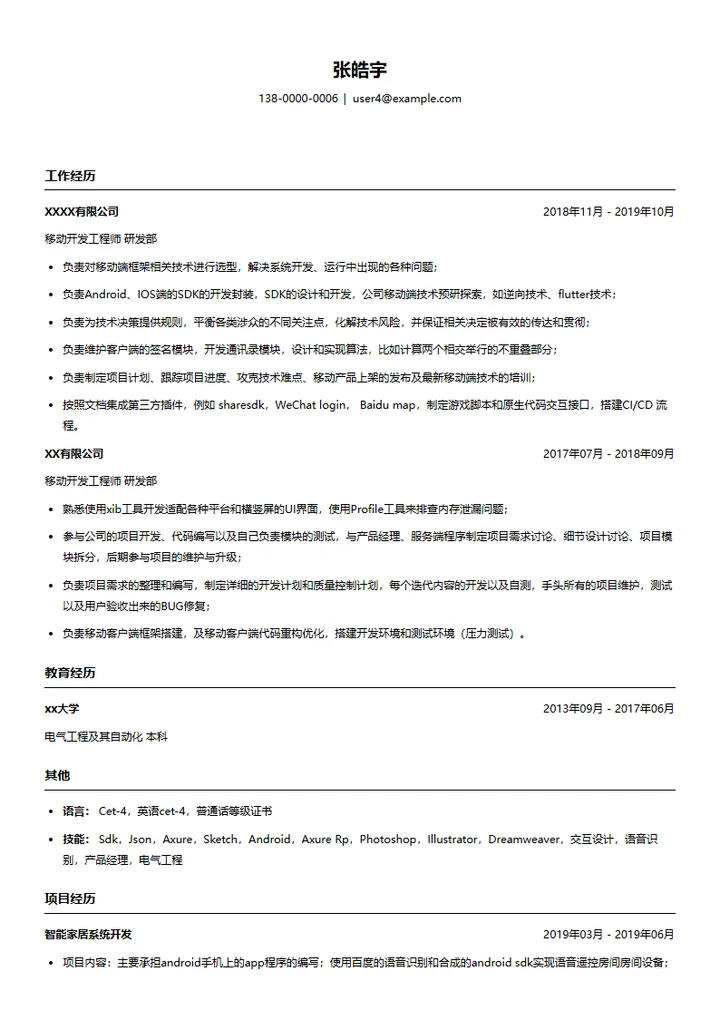 张皓宇
138-0000-0006 | user4@example.com
工作经历
XXXX有限公司 2018年11月 - 2019年10月
移动开发工程师 研发部
• 负责对移动端框架相关技术进行选型，解决系统开发、运行中出现的各种问题；
• 负责Android、IOS端的SDK的开发封装，SDK的设计和开发，公司移动端技术预研探索，如逆向技术、flutter技术；
• 负责为技术决策提供规则，平衡各类涉众的不同关注点，化解技术风险，并保证相关决定被有效的传达和贯彻；
• 负责维护客户端的签名模块，开发通讯录模块，设计和实现算法，比如计算两个相交举行的不重叠部分；
• 负责制定项目计划、跟踪项目进度、攻克技术难点、移动产品上架的发布及最新移动端技术的培训；
• 按照文档集成第三方插件，例如 sharesdk，WeChat login， Baidu map，制定游戏脚本和原生代码交互接口，搭建CI/CD 流
程。
XX有限公司 2017年07月 - 2018年09月
移动开发工程师 研发部
• 熟悉使用xib工具开发适配各种平台和横竖屏的UI界面，使用Profile工具来排查内存泄漏问题；
• 参与公司的项目开发、代码编写以及自己负责模块的测试，与产品经理、服务端程序制定项目需求讨论、细节设计讨论、项目模
块拆分，后期参与项目的维护与升级；
• 负责项目需求的整理和编写，制定详细的开发计划和质量控制计划，每个迭代内容的开发以及自测，手头所有的项目维护，测试
以及用户验收出来的BUG修复；
• 负责移动客户端框架搭建，及移动客户端代码重构优化，搭建开发环境和测试环境（压力测试）。
教育经历
xx大学 2013年09月 - 2017年06月
电气工程及其自动化 本科
其他
• 语言： Cet-4，英语cet-4，普通话等级证书
• 技能： Sdk，Json，Axure，Sketch，Android，Axure Rp，Photoshop，Illustrator，Dreamweaver，交互设计，语音识
别，产品经理，电气工程
项目经历
智能家居系统开发 2019年03月 - 2019年06月
• 项目内容：主要承担android手机上的app程序的编写；使用百度的语音识别和合成的android sdk实现语音遥控房间房间设备；